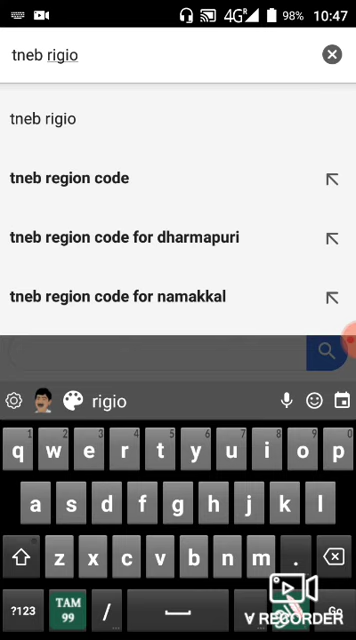 4G R 98% 10:47
tneb rigio
tneb rigio
tneb region code
tneb region code for dharmapuri
tneb region code for namakkal
rigio
1 2 3 4 5 6 7 8 9 0
q w e r t y u i o p
a s d f g h j k l
z x c v b n m .
?123 TAM 99 / Go
V RECORDER